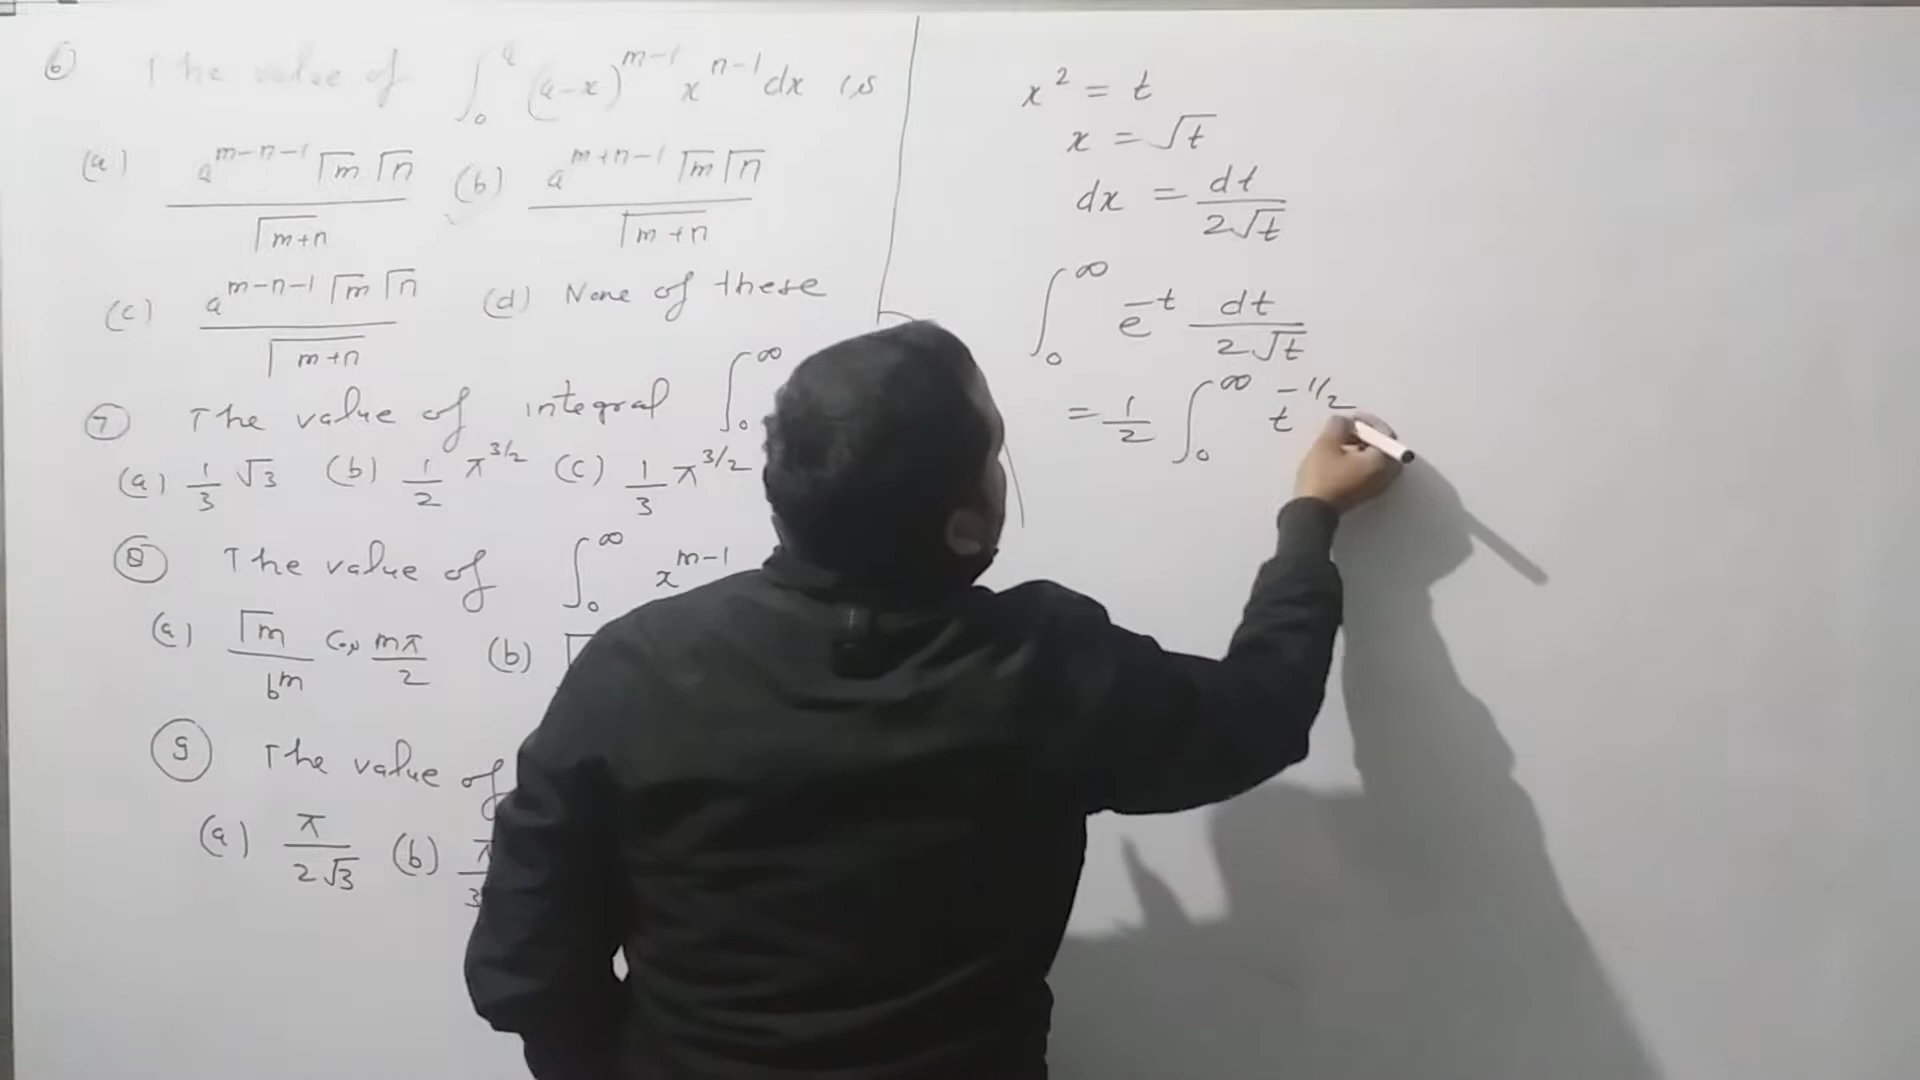 6) The value of ∫₀ᵃ (a-x)^{m-1} x^{n-1} dx is
(a) a^{m-n-1} Γm Γn / Γm+n (b) a^{m+n-1} Γm Γn / Γm+n
(c) a^{m-n-1} Γm Γn / Γm+n (d) None of these
7 The value of integral ∫₀^∞
(a) 1/3 √3 (b) 1/2 π^{3/2} (c) 1/3 π^{3/2}
8 The value of ∫₀^∞ x^{m-1}
(a) Γm / b^m Cos mπ/2 (b)
9 The value of
(a) π / 2√3 (b)
x² = t
x = √t
dx = dt / 2√t
∫₀^∞ e^{-t} dt / 2√t
= 1/2 ∫₀^∞ t^{-1/2}